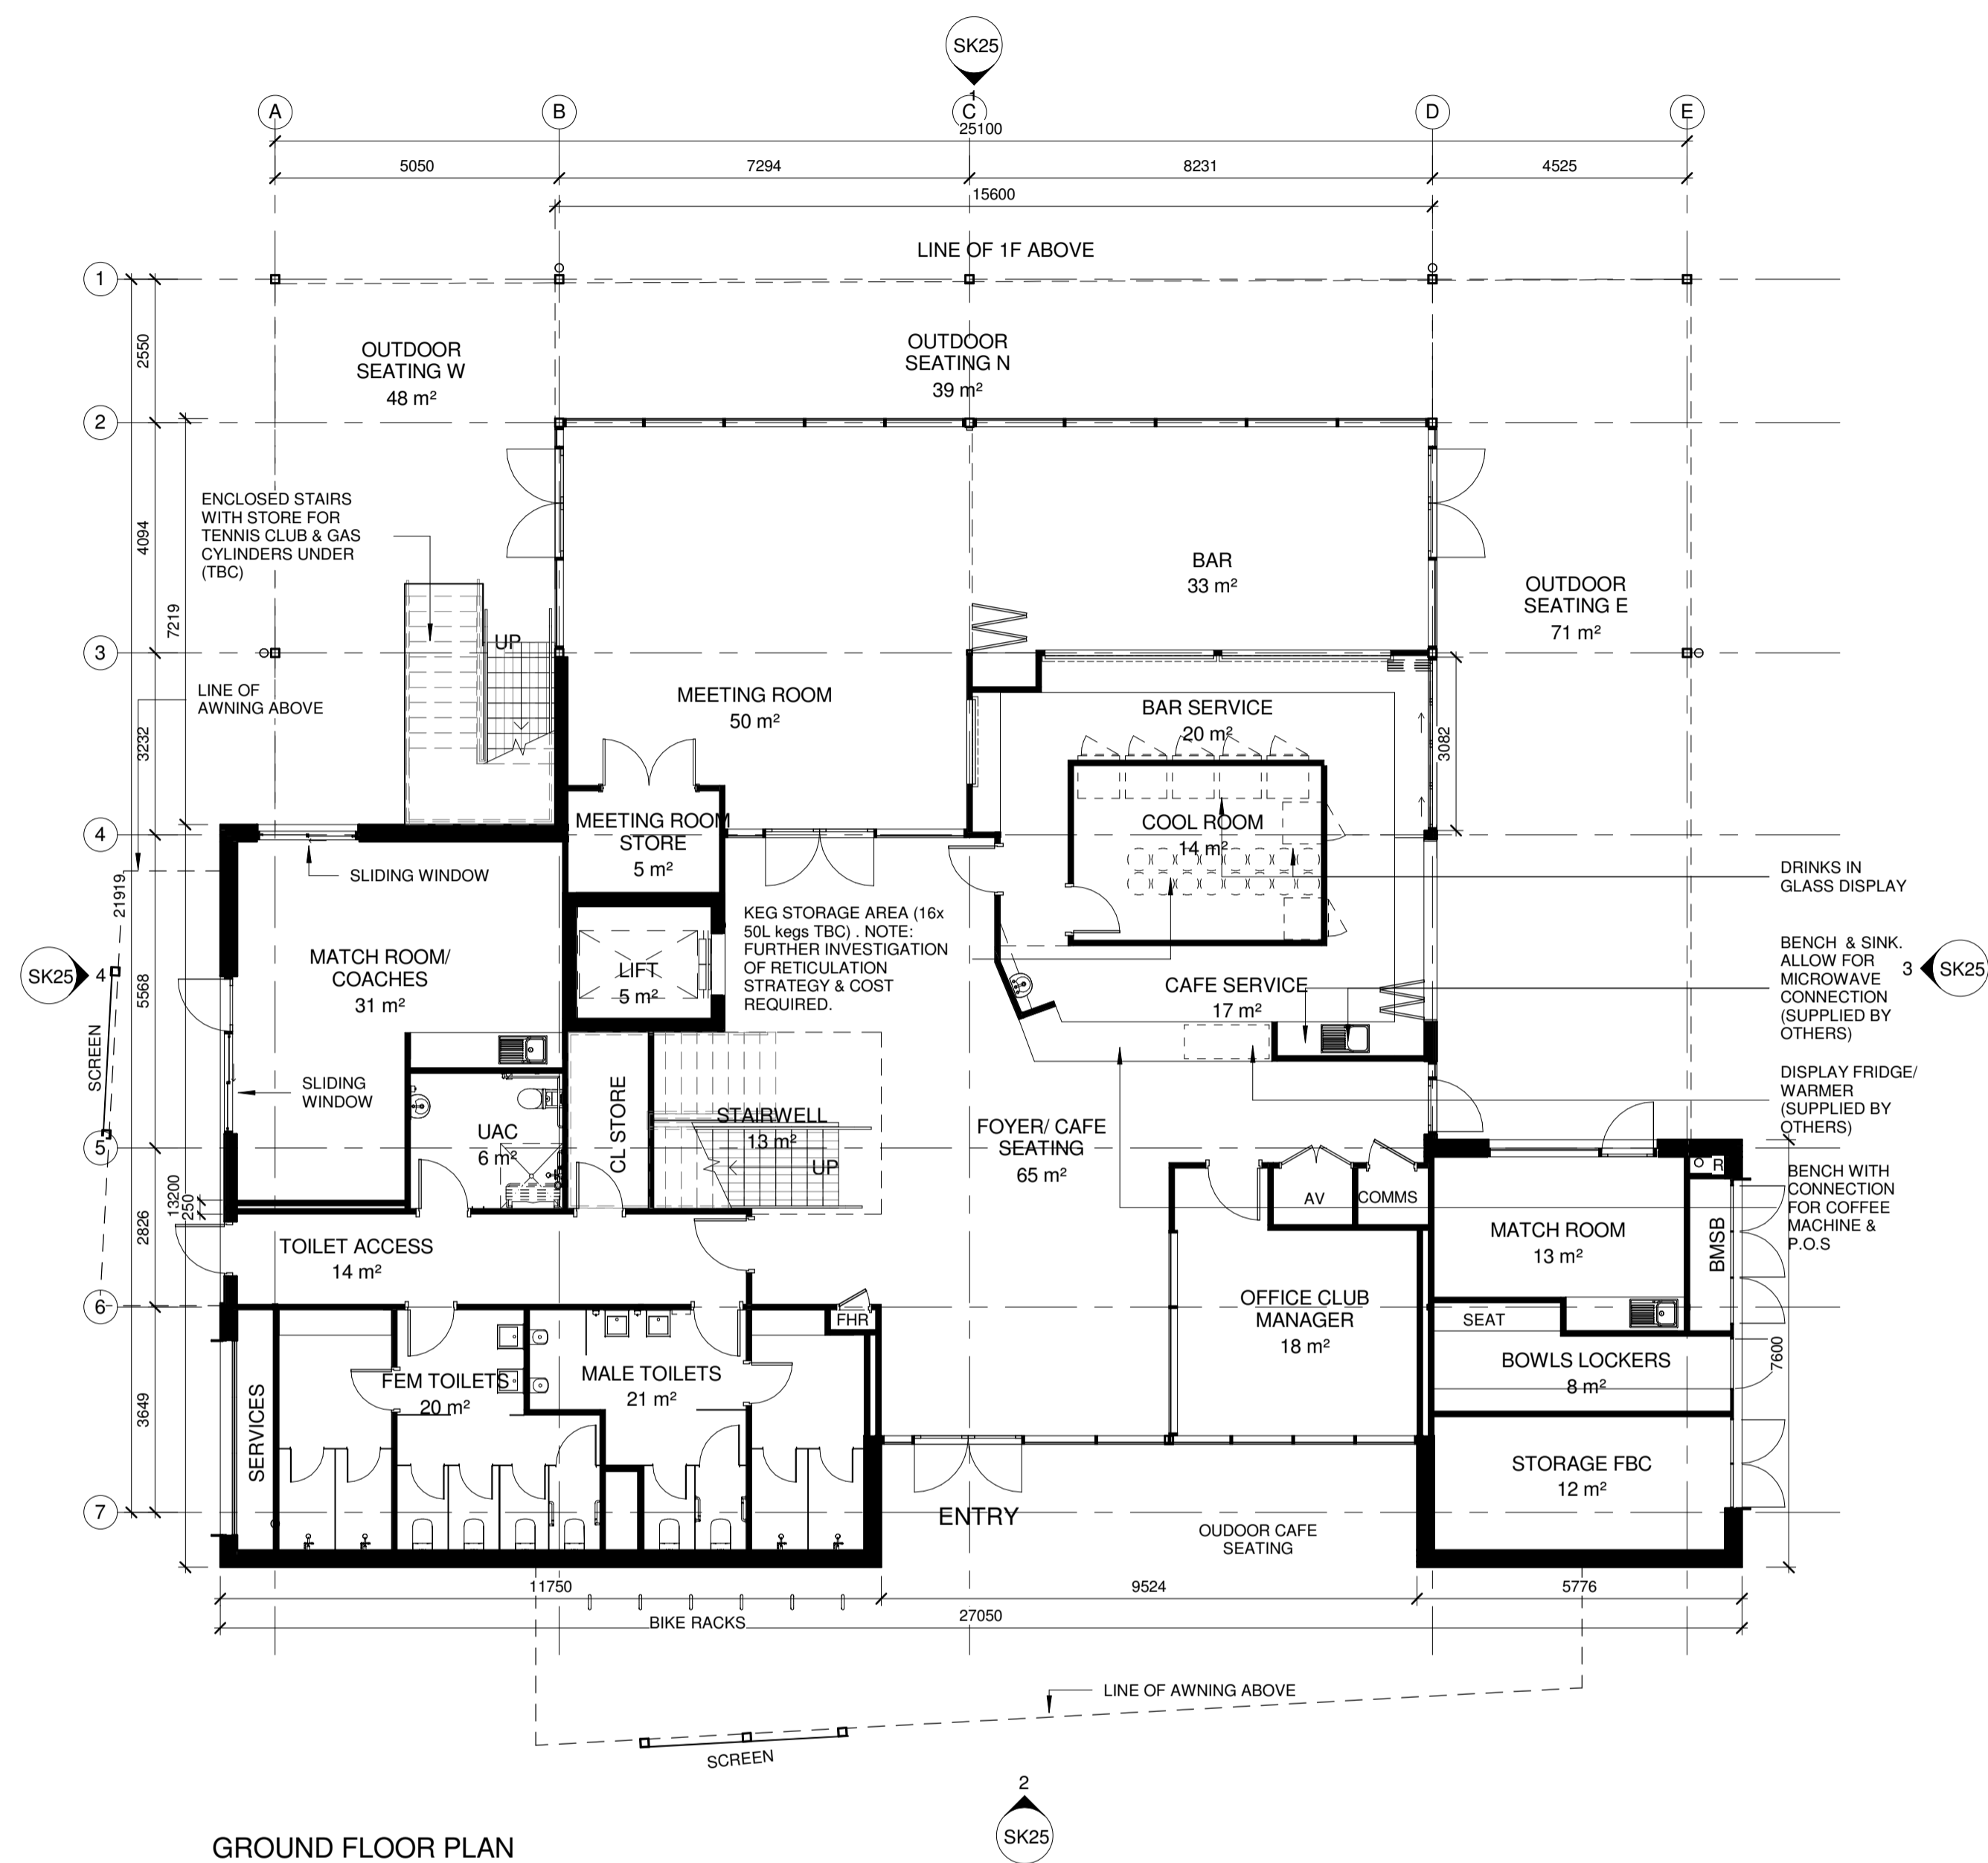 SK25
1
A
B
C
D
E
25100
5050
7294
8231
4525
15600
LINE OF 1F ABOVE
1
2550
OUTDOOR
SEATING W
48 m²
OUTDOOR
SEATING N
39 m²
2
4094
7219
ENCLOSED STAIRS
WITH STORE FOR
TENNIS CLUB & GAS
CYLINDERS UNDER
(TBC)
UP
BAR
33 m²
OUTDOOR
SEATING E
71 m²
3
LINE OF
AWNING ABOVE
3232
MEETING ROOM
50 m²
BAR SERVICE
20 m²
3082
4
MEETING ROOM
STORE
5 m²
COOL ROOM
14 m²
SLIDING WINDOW
21919
DRINKS IN
GLASS DISPLAY
KEG STORAGE AREA (16x
50L kegs TBC) . NOTE:
FURTHER INVESTIGATION
OF RETICULATION
STRATEGY & COST
REQUIRED.
SK25
4
5568
MATCH ROOM/
COACHES
31 m²
LIFT
5 m²
CAFE SERVICE
17 m²
BENCH & SINK.
ALLOW FOR
MICROWAVE
CONNECTION
(SUPPLIED BY
OTHERS)
3
SK25
SCREEN
SLIDING
WINDOW
DISPLAY FRIDGE/
WARMER
(SUPPLIED BY
OTHERS)
UAC
6 m²
CL STORE
STAIRWELL
13 m²
UP
FOYER/ CAFE
SEATING
65 m²
5
R
BENCH WITH
CONNECTION
FOR COFFEE
MACHINE &
P.O.S
AV
COMMS
13200
250
2826
TOILET ACCESS
14 m²
MATCH ROOM
13 m²
BMSB
6
FHR
OFFICE CLUB
MANAGER
18 m²
SEAT
BOWLS LOCKERS
8 m²
7600
3649
SERVICES
FEM TOILETS
20 m²
MALE TOILETS
21 m²
STORAGE FBC
12 m²
7
ENTRY
OUDOOR CAFE
SEATING
11750
9524
5776
BIKE RACKS
27050
LINE OF AWNING ABOVE
SCREEN
2
SK25
GROUND FLOOR PLAN